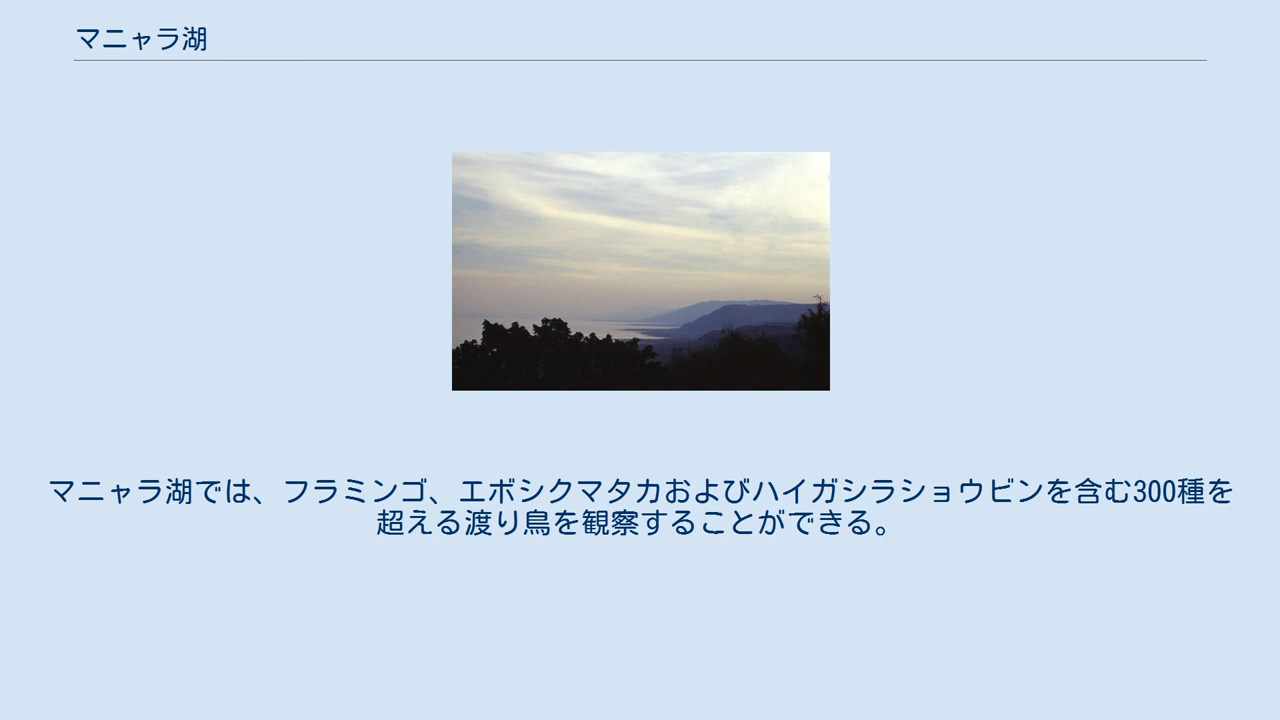 マニャラ湖
マニャラ湖では、フラミンゴ、エボシクマタカおよびハイガシラショウビンを含む300種を
超える渡り鳥を観察することができる。